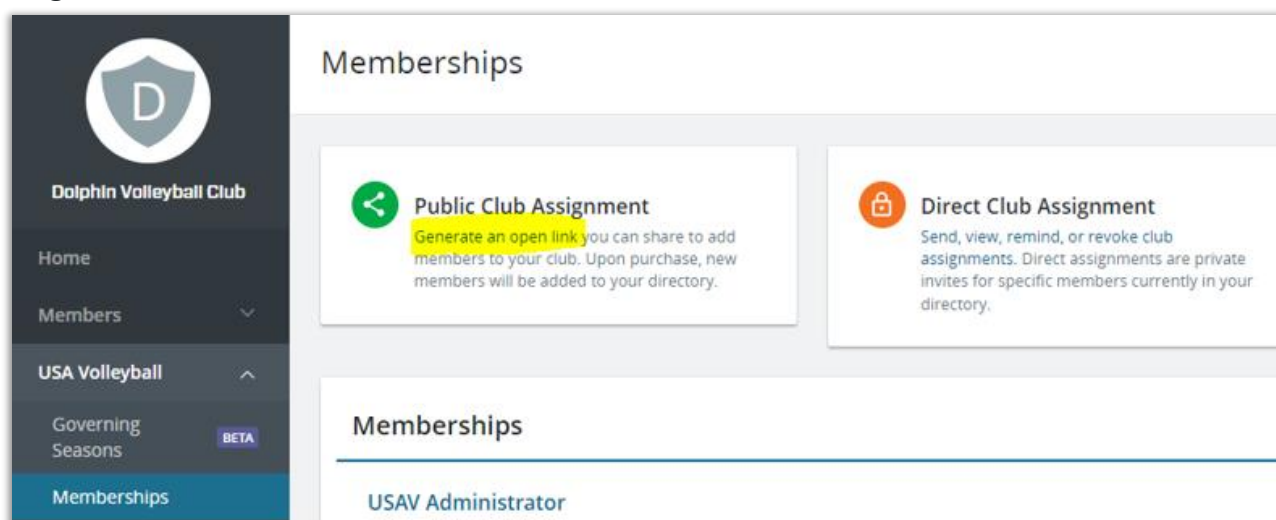 D
Dolphin Volleyball Club
Home
Members
USA Volleyball
Governing
Seasons
BETA
Memberships
Memberships
Public Club Assignment
Generate an open link you can share to add
members to your club. Upon purchase, new
members will be added to your directory.
Direct Club Assignment
Send, view, remind, or revoke club
assignments. Direct assignments are private
invites for specific members currently in your
directory.
Memberships
USAV Administrator